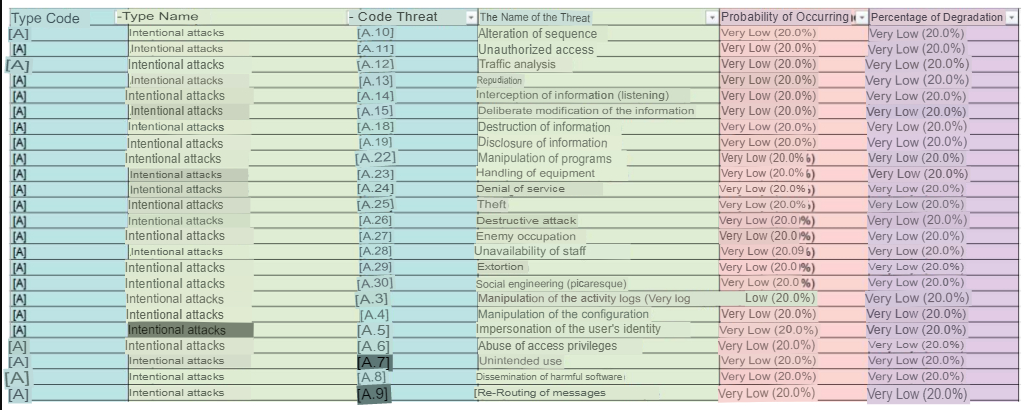 Type Code -Type Name - Code Threat The Name of the Threat Probability of Occurring Percentage of Degradation
[A] Intentional attacks [A.10] Alteration of sequence Very Low (20.0%) Very Low (20.0%)
[A] Intentional attacks [A.11] Unauthorized access Very Low (20.0%) Very Low (20.0%)
[A] Intentional attacks [A.12] Traffic analysis Very Low (20.0%) Very Low (20.0%)
[A] Intentional attacks [A.13] Repudiation Very Low (20.0%) Very Low (20.0%)
[A] Intentional attacks [A.14] Interception of information (listening) Very Low (20.0%) Very Low (20.0%)
[A] Intentional attacks [A.15] Deliberate modification of the information Very Low (20.0%) Very Low (20.0%)
[A] Intentional attacks [A.18] Destruction of information Very Low (20.0%) Very Low (20.0%)
[A] Intentional attacks [A.19] Disclosure of information Very Low (20.0%) Very Low (20.0%)
[A] Intentional attacks [A.22] Manipulation of programs Very Low (20.0%) Very Low (20.0%)
[A] Intentional attacks [A.23] Handling of equipment Very Low (20.0%) Very Low (20.0%)
[A] Intentional attacks [A.24] Denial of service Very Low (20.0%) Very Low (20.0%)
[A] Intentional attacks [A.25] Theft Very Low (20.0%) Very Low (20.0%)
[A] Intentional attacks [A.26] Destructive attack Very Low (20.0%) Very Low (20.0%)
[A] Intentional attacks [A.27] Enemy occupation Very Low (20.0%) Very Low (20.0%)
[A] Intentional attacks [A.28] Unavailability of staff Very Low (20.0%) Very Low (20.0%)
[A] Intentional attacks [A.29] Extortion Very Low (20.0%) Very Low (20.0%)
[A] Intentional attacks [A.30] Social engineering (picaresque) Very Low (20.0%) Very Low (20.0%)
[A] Intentional attacks [A.3] Manipulation of the activity logs (Very log Low (20.0%) Very Low (20.0%)
[A] Intentional attacks [A.4] Manipulation of the configuration Very Low (20.0%) Very Low (20.0%)
[A] Intentional attacks [A.5] Impersonation of the user's identity Very Low (20.0%) Very Low (20.0%)
[A] Intentional attacks [A.6] Abuse of access privileges Very Low (20.0%) Very Low (20.0%)
[A] Intentional attacks [A.7] Unintended use Very Low (20.0%) Very Low (20.0%)
[A] Intentional attacks [A.8] Dissemination of harmful software Very Low (20.0%) Very Low (20.0%)
[A] Intentional attacks [A.9] [Re-Routing of messages Very Low (20.0%) Very Low (20.0%)